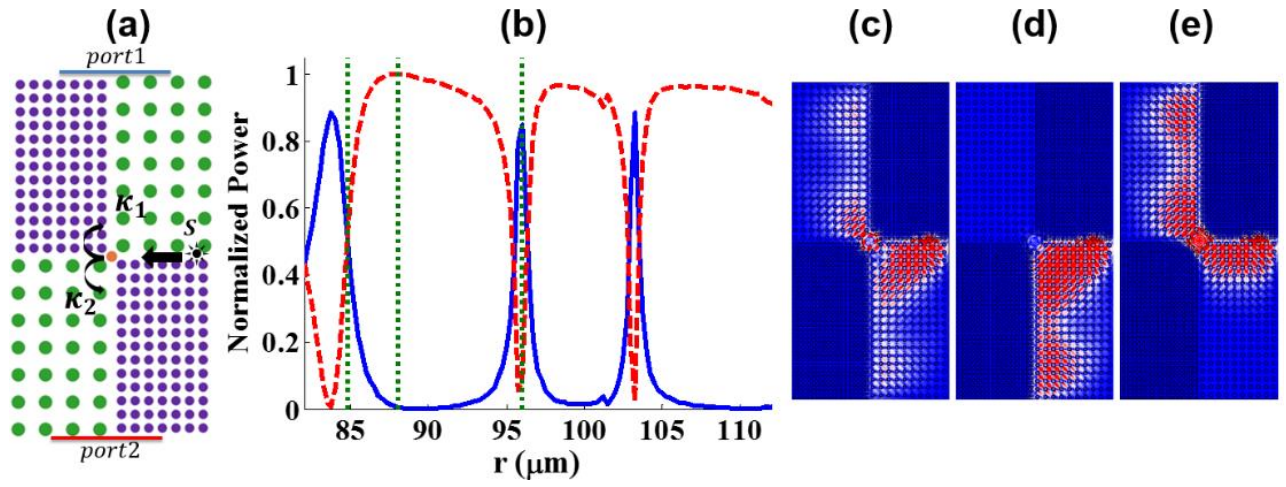 (a)
port1
κ₁
S
κ₂
port2
(b)
Normalized Power
1
0.8
0.6
0.4
0.2
0
85
90
95
100
105
110
r (μm)
(c)
(d)
(e)